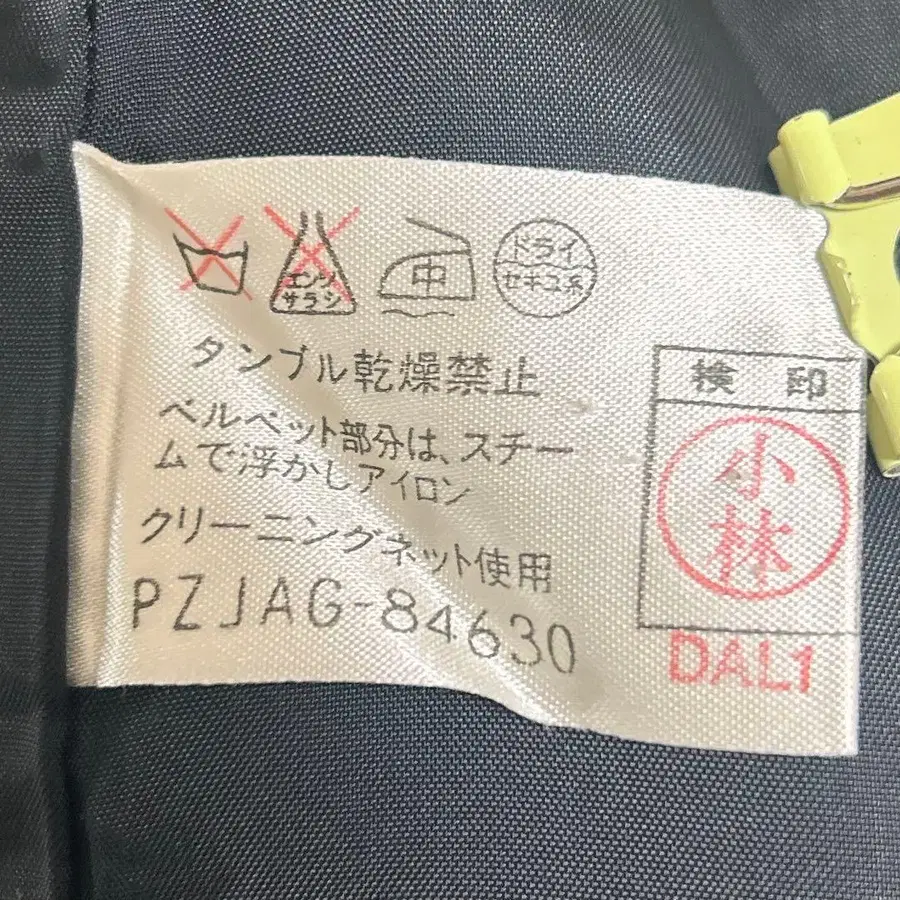 エンソ
サラシ
中
ドライ
セキユ系
タンブル乾燥禁止
ベルベット部分は、スチー
ムで浮かしアイロン
クリーニングネット使用
PZJAG-84630
検印
小林
DAL1